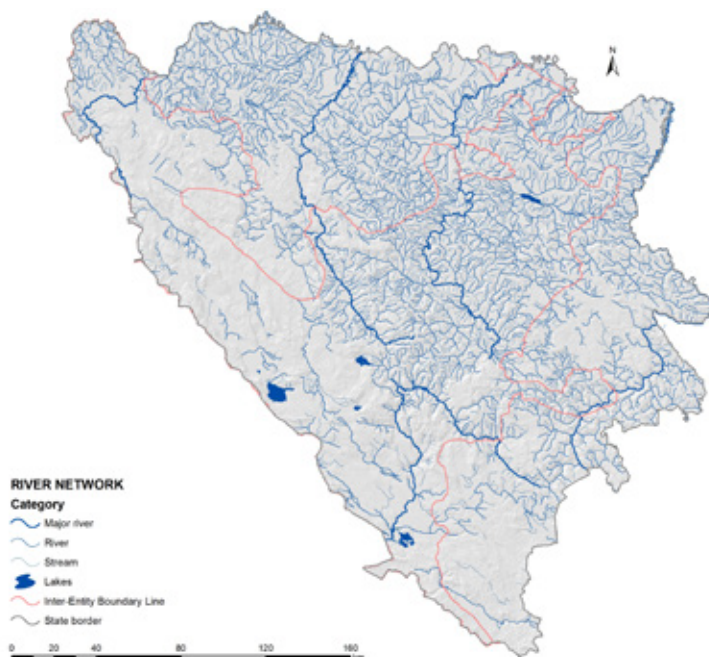 N
RIVER NETWORK
Category
Major river
River
Stream
Lakes
Inter-Entity Boundary Line
State border
0 20 40 80 120 160